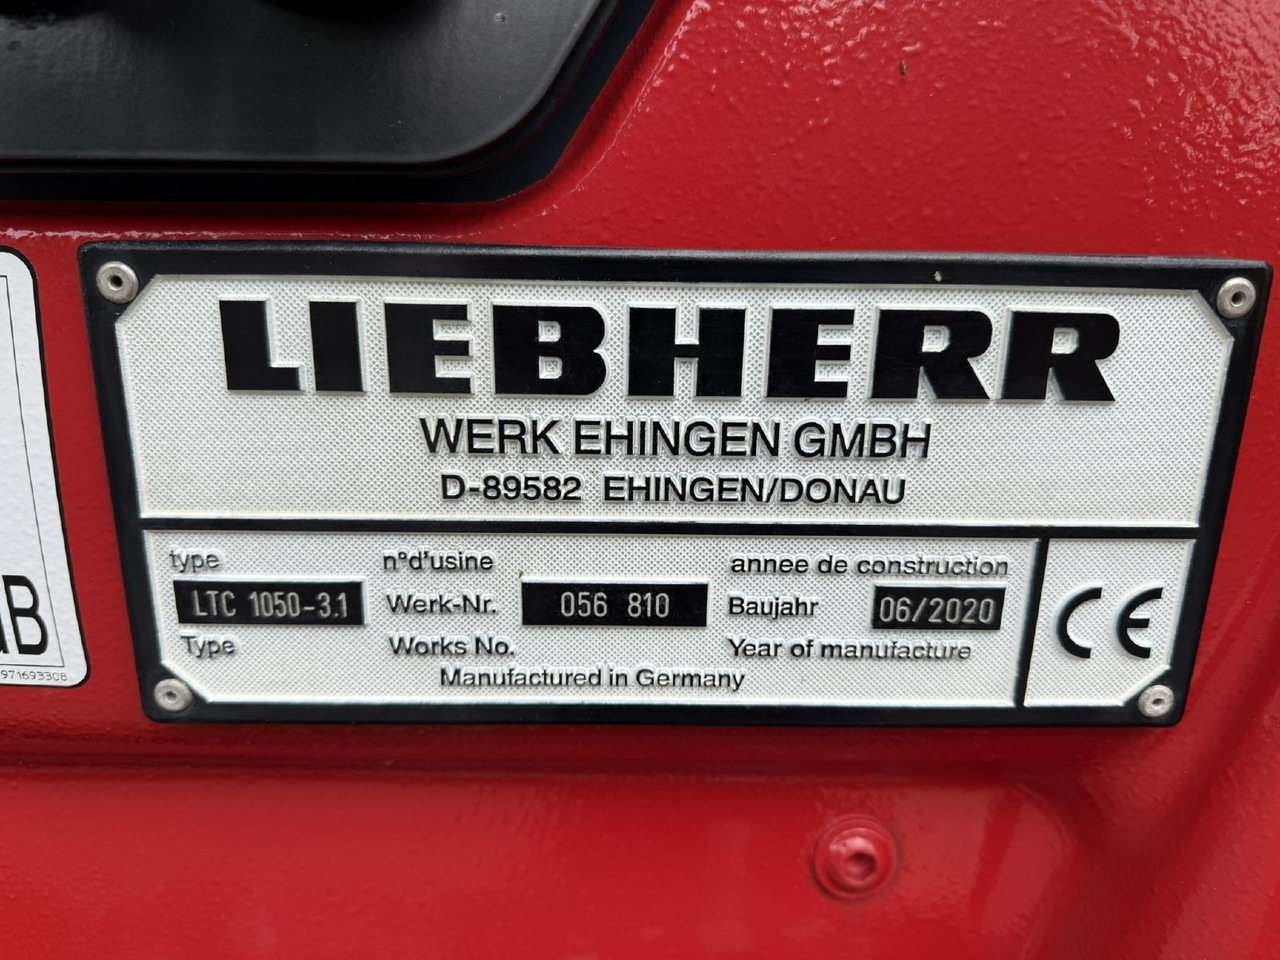 LIEBHERR
WERK EHINGEN GMBH
D-89582 EHINGEN/DONAU
type
LTC 1050-3.1
Type
n°d'usine
Werk-Nr. 056 810
Works No.
annee de construction
Baujahr 06/2020
Year of manufacture
Manufactured in Germany
CE
B
971693308